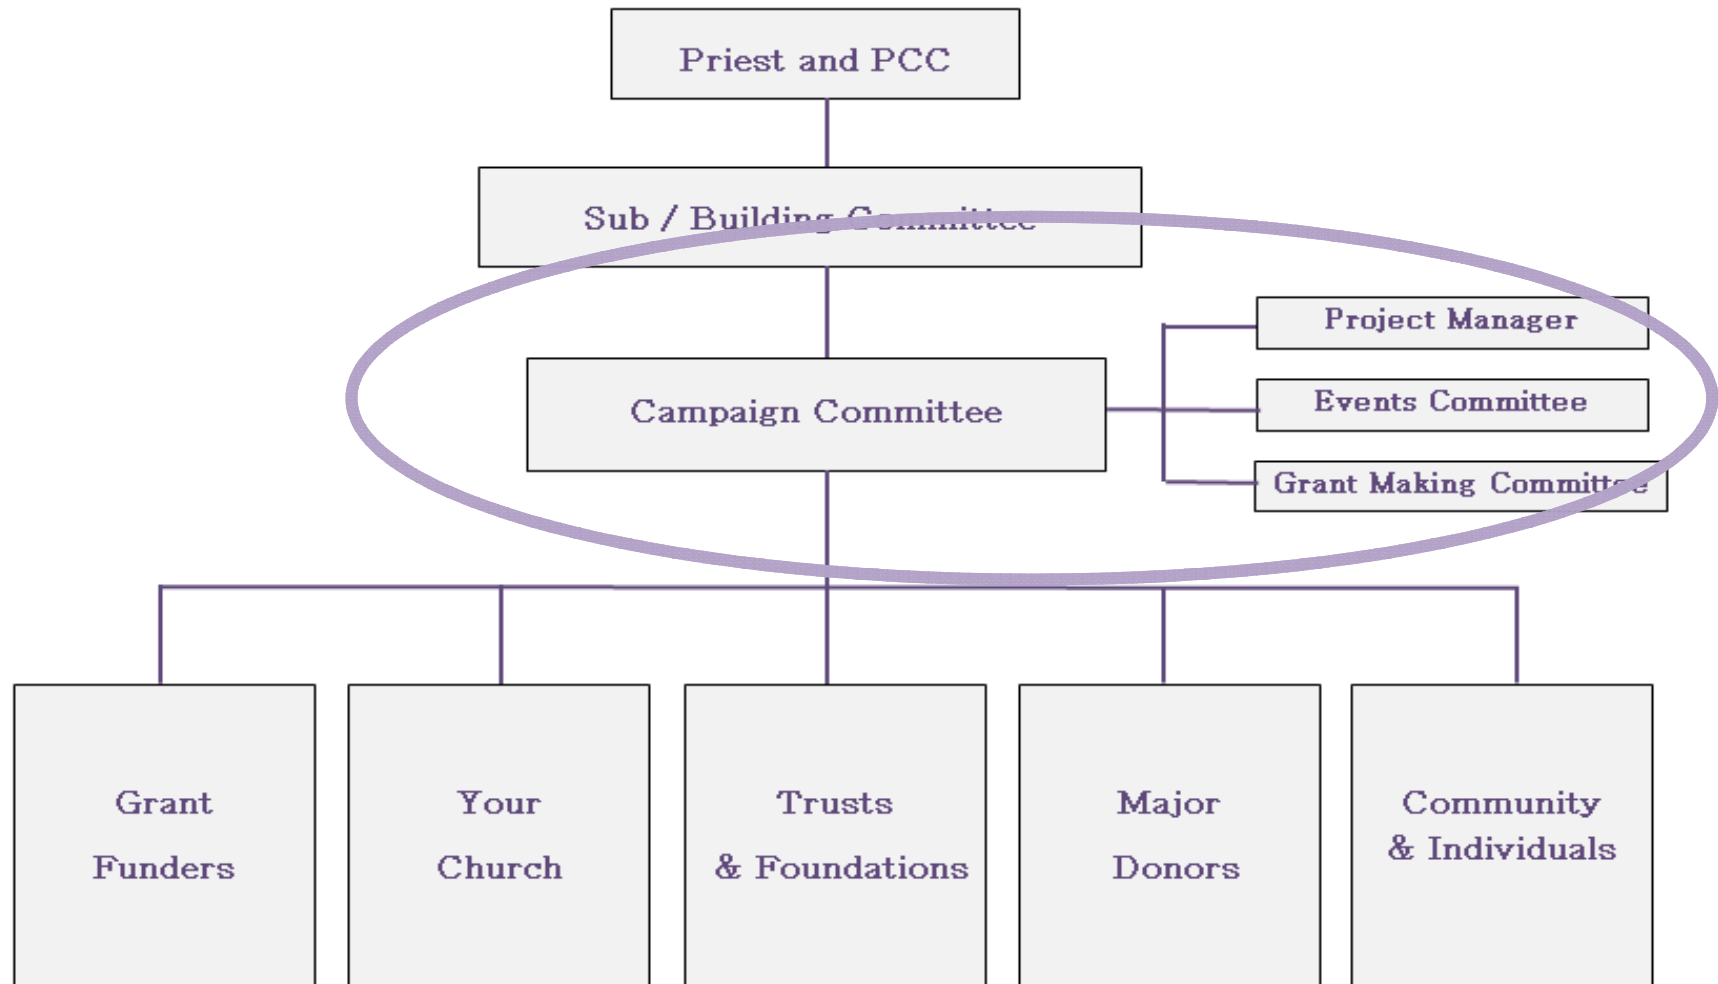 Priest and PCC
Sub / Building Committee
Project Manager
Campaign Committee
Events Committee
Grant Making Committee
Grant
Funders
Your
Church
Trusts
& Foundations
Major
Donors
Community
& Individuals